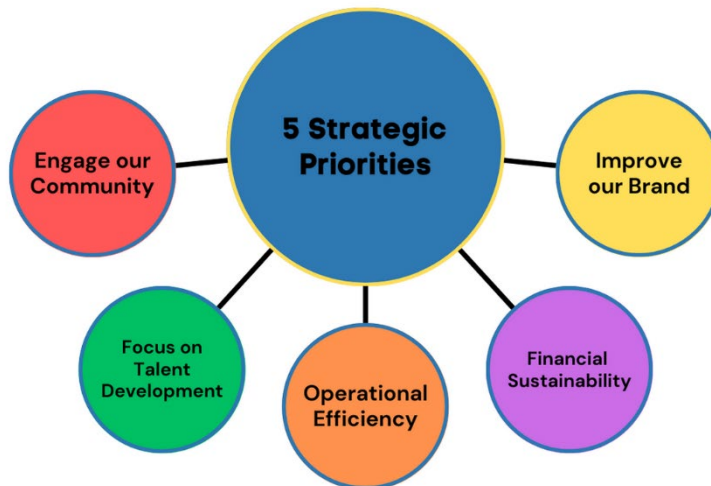 5 Strategic
Priorities
Engage our
Community
Improve
our Brand
Focus on
Talent
Development
Operational
Efficiency
Financial
Sustainability